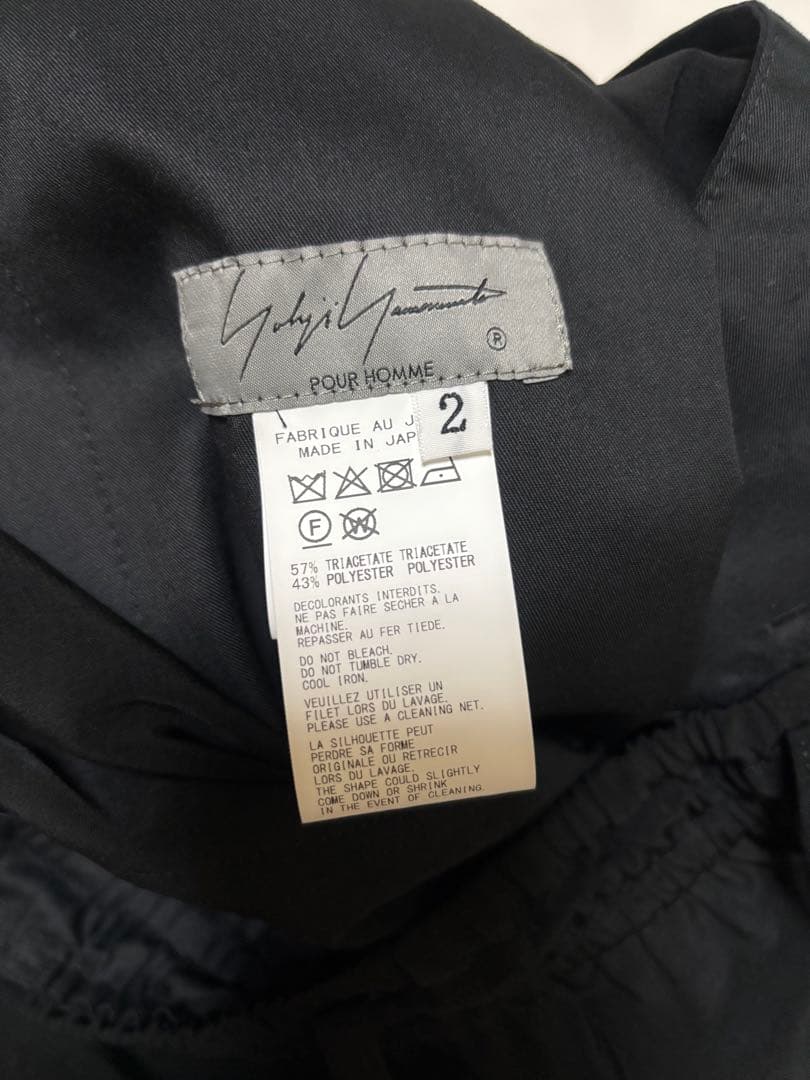 Yohji Yamamoto
®
POUR HOMME
2
FABRIQUE AU J
MADE IN JAP
F
W
57% TRIACETATE TRIACETATE
43% POLYESTER POLYESTER
DECOLORANTS INTERDITS.
NE PAS FAIRE SECHER A LA
MACHINE.
REPASSER AU FER TIEDE.
DO NOT BLEACH.
DO NOT TUMBLE DRY.
COOL IRON.
VEUILLEZ UTILISER UN
FILET LORS DU LAVAGE.
PLEASE USE A CLEANING NET.
LA SILHOUETTE PEUT
PERDRE SA FORME
ORIGINALE OU RETRECIR
LORS DU LAVAGE.
THE SHAPE COULD SLIGHTLY
COME DOWN OR SHRINK
IN THE EVENT OF CLEANING.